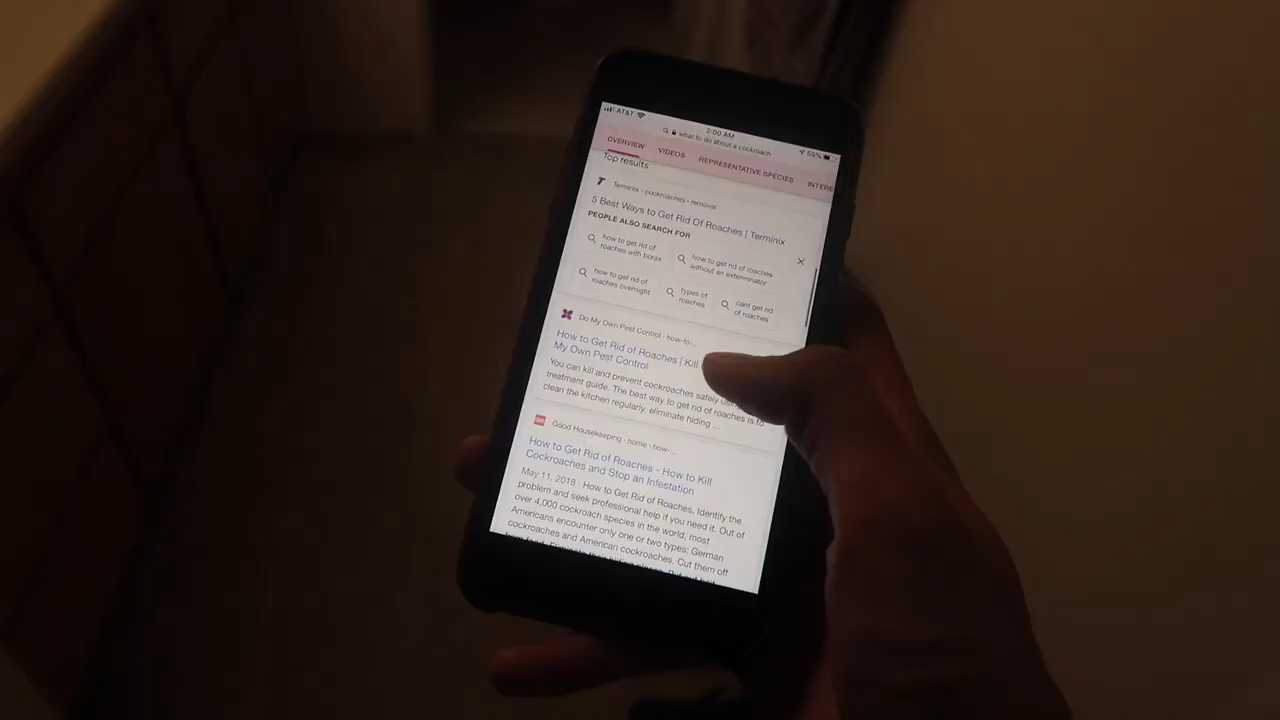 AT&T 2:00 AM 55%
what to do about a cockroach
OVERVIEW VIDEOS REPRESENTATIVE SPECIES INTERE
Top results
Terminix › cockroaches › removal
5 Best Ways to Get Rid Of Roaches | Terminix
PEOPLE ALSO SEARCH FOR
how to get rid of
roaches with borax
how to get rid of roaches
without an exterminator
how to get rid of
roaches overnight
types of
roaches
cant get rid
of roaches
Do My Own Pest Control › how-to-...
How to Get Rid of Roaches | Kill
My Own Pest Control
You can kill and prevent cockroaches safely
treatment guide. The best way to get rid of roaches is to
clean the kitchen regularly, eliminate hiding ...
GH
Good Housekeeping › home › how-...
How to Get Rid of Roaches - How to Kill
Cockroaches and Stop an Infestation
May 11, 2018 · How to Get Rid of Roaches. Identify the
problem and seek professional help if you need it. Out of
over 4,000 cockroach species in the world, most
Americans encounter only one or two types: German
cockroaches and American cockroaches. Cut them off